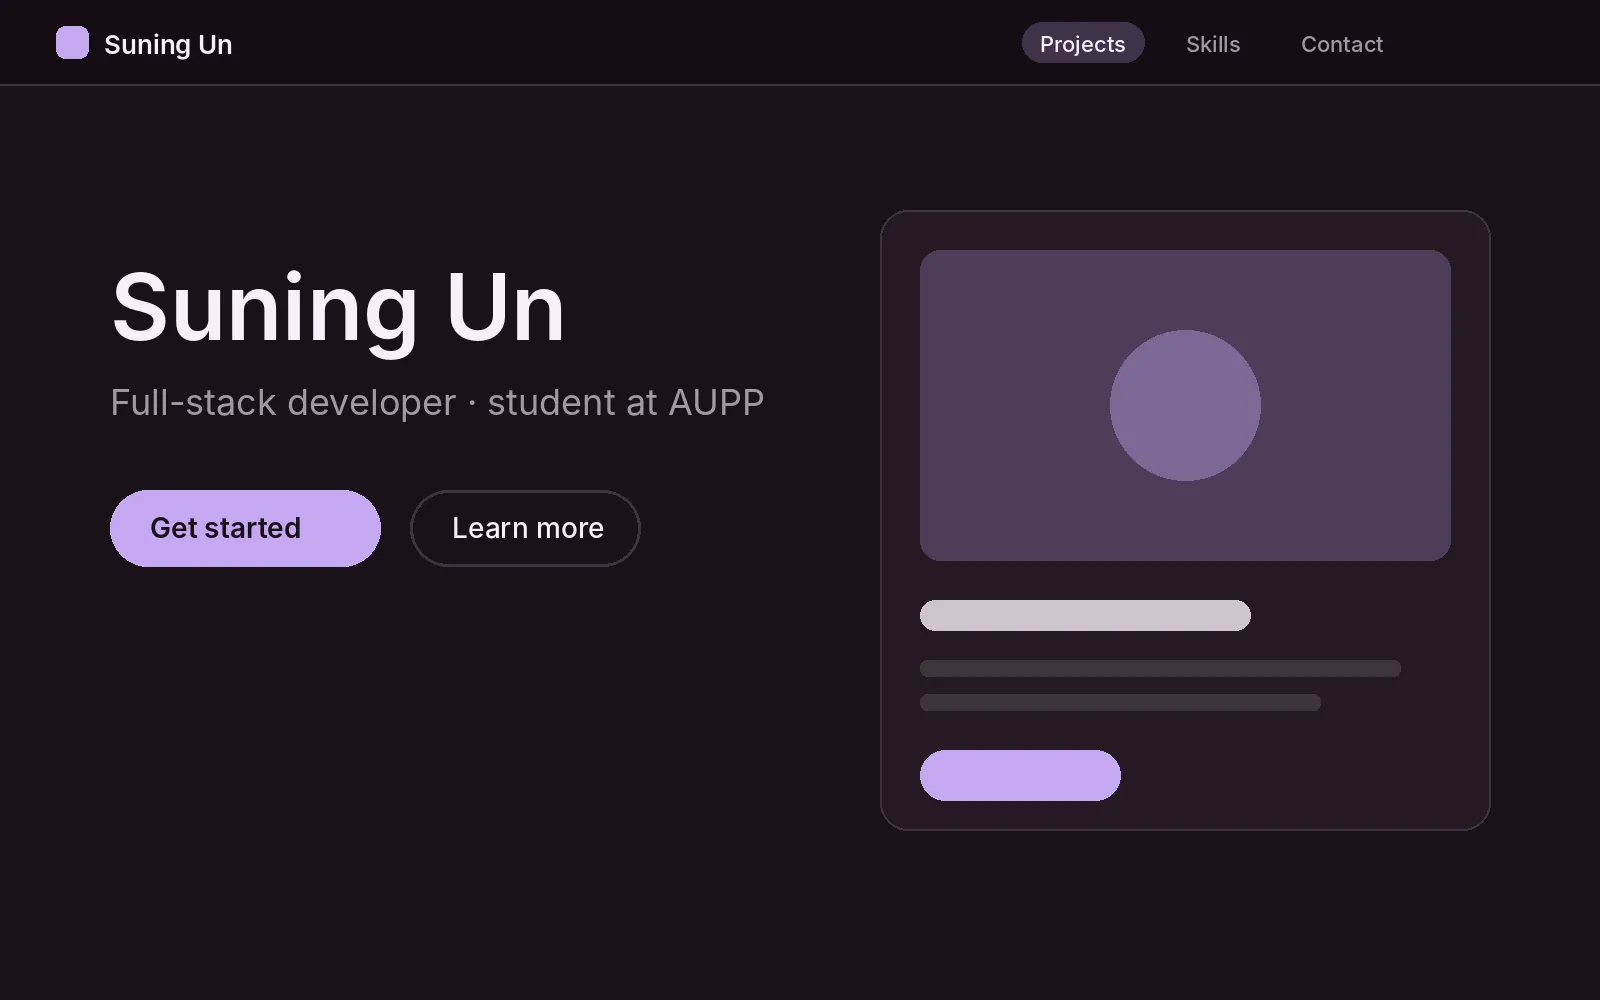 Suning Un
Projects
Skills
Contact
Suning Un
Full-stack developer · student at AUPP
Get started
Learn more